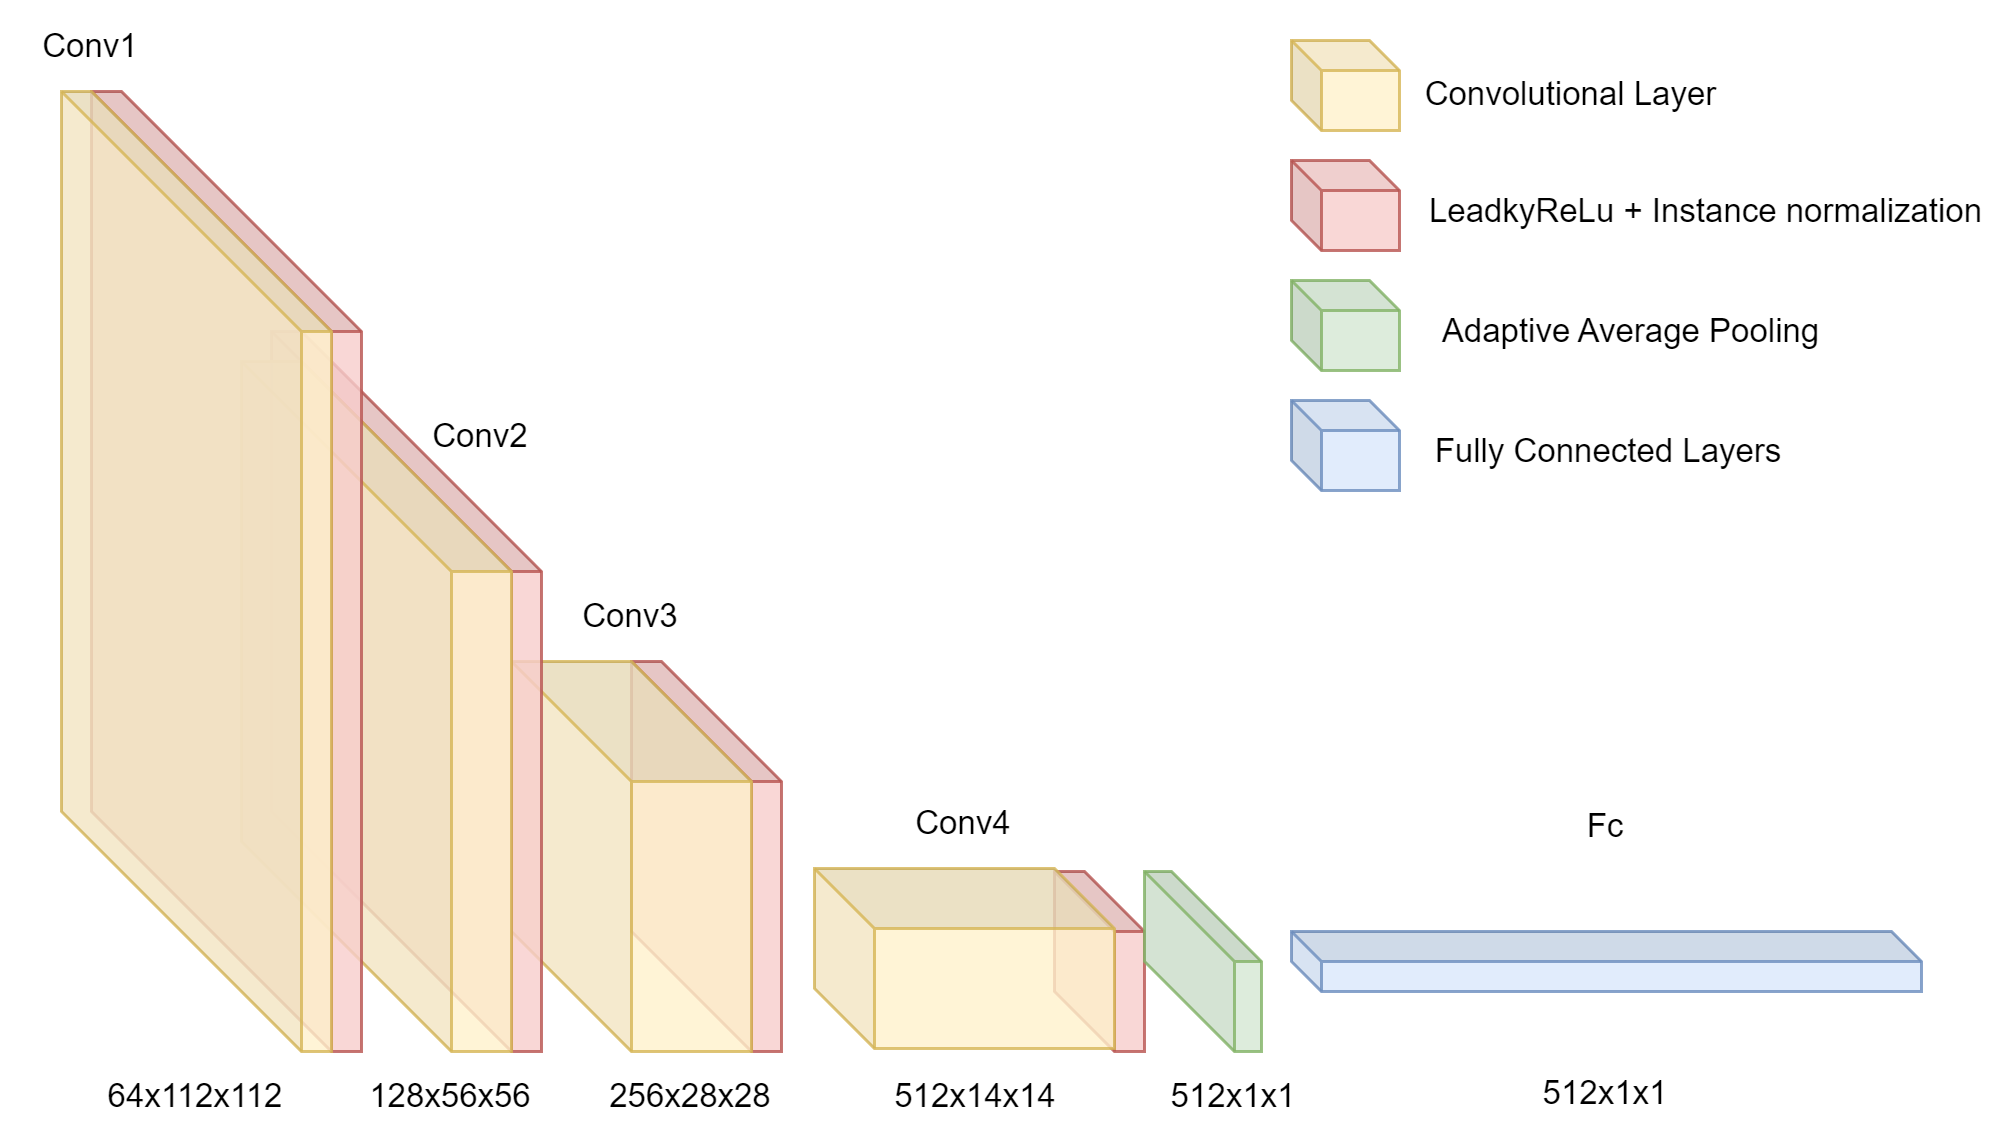 Conv1
Convolutional Layer
LeadkyReLu + Instance normalization
Adaptive Average Pooling
Conv2
Fully Connected Layers
Conv3
Conv4
Fc
64x112x112
128x56x56
256x28x28
512x14x14
512x1x1
512x1x1